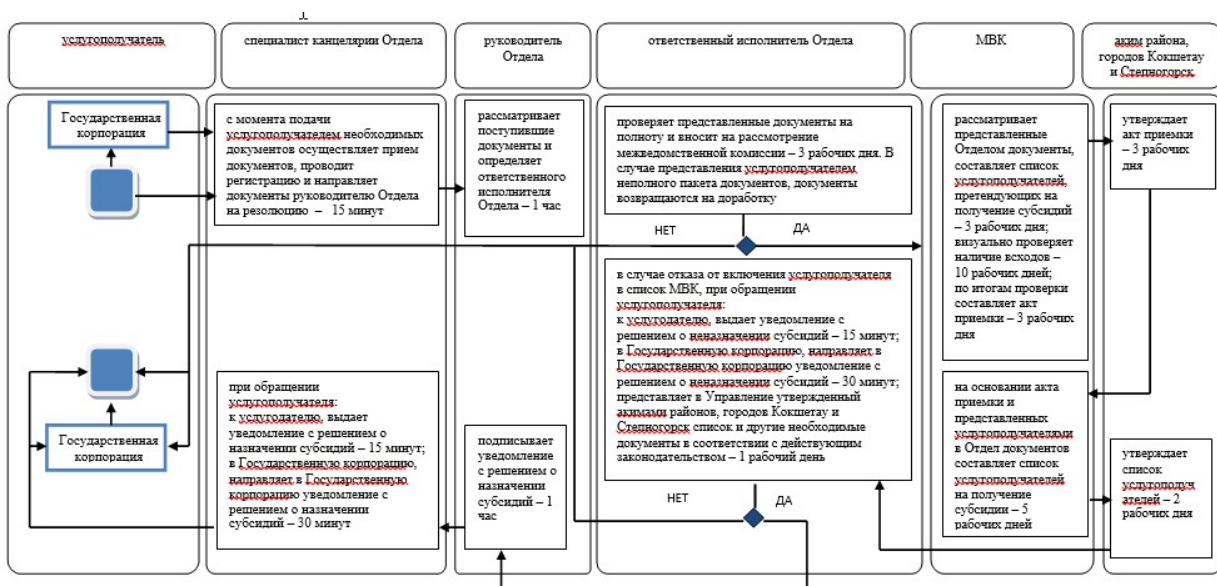 услугополучатель
специалист канцелярии Отдела
руководитель
Отдела
ответственный исполнитель Отдела
МВК
аким района,
городов Кокшетау
и Степногорск
Государственная
корпорация
с момента подачи
услугополучателем необходимых
документов осуществляет прием
документов, проводит
регистрацию и направляет
документы руководителю Отдела
на резолюцию – 15 минут
рассматривает
поступившие
документы и
определяет
ответственного
исполнителя
Отдела – 1 час
проверяет представленные документы на
полноту и вносит на рассмотрение
межведомственной комиссии – 3 рабочих дня. В
случае представления услугополучателем
неполного пакета документов, документы
возвращаются на доработку
НЕТ
ДА
рассматривает
представленные
Отделом документы,
составляет список
услугополучателей,
претендующих на
получение субсидий
– 3 рабочих дня;
визуально проверяет
наличие всходов –
10 рабочих дней;
по итогам проверки
составляет акт
приемки – 3 рабочих
дня
утверждает
акт приемки
– 3 рабочих
дня
в случае отказа от включения услугополучателя
в список МВК, при обращении
услугополучателя:
к услугодателю, выдает уведомление с
решением о неназначении субсидий – 15 минут;
в Государственную корпорацию, направляет в
Государственную корпорацию уведомление с
решением о неназначении субсидий – 30 минут;
представляет в Управление утвержденный
акимами районов, городов Кокшетау и
Степногорск список и другие необходимые
документы в соответствии с действующим
законодательством – 1 рабочий день
НЕТ
ДА
Государственная
корпорация
при обращении
услугополучателя:
к услугодателю, выдает
уведомление с решением о
назначении субсидий – 15 минут;
в Государственную корпорацию,
направляет в Государственную
корпорацию уведомление с
решением о назначении
субсидий – 30 минут
подписывает
уведомление
с решением о
назначении
субсидий – 1
час
на основании акта
приемки и
представленных
услугополучателями
в Отдел документов
составляет список
услугополучателей
на получение
субсидии – 5
рабочих дней
утверждает
список
услугополуч
ателей – 2
рабочих дня